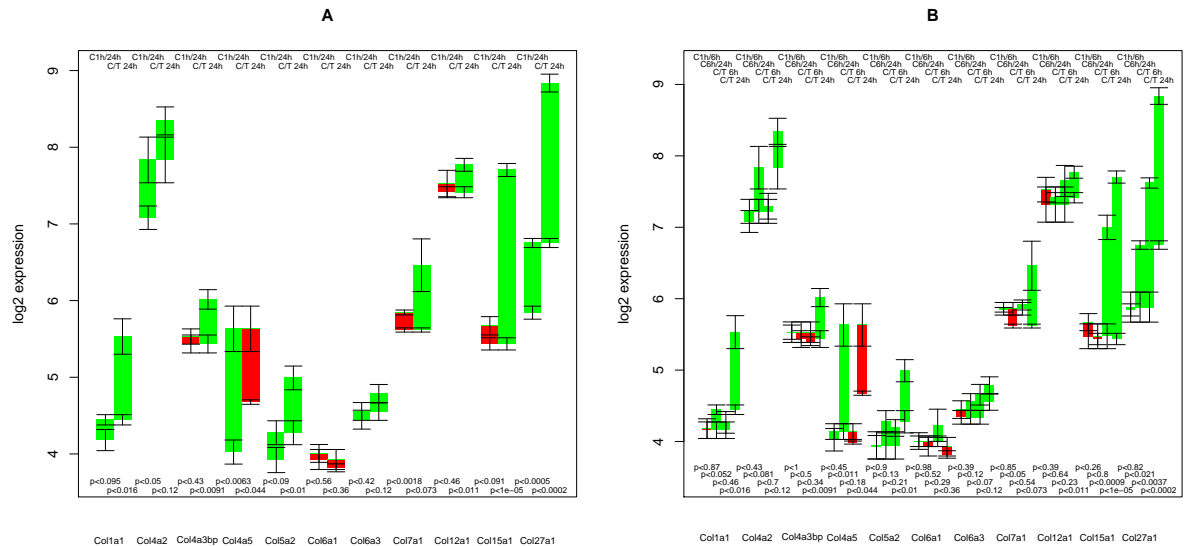 A
C1h/24h C1h/24h C1h/24h C1h/24h C1h/24h C1h/24h C1h/24h C1h/24h C1h/24h C1h/24h C1h/24h
C/T 24h C/T 24h C/T 24h C/T 24h C/T 24h C/T 24h C/T 24h C/T 24h C/T 24h C/T 24h C/T 24h
log2 expression
9
8
7
6
5
4
p<0.095 p<0.05 p<0.43 p<0.0063 p<0.09 p<0.56 p<0.42 p<0.0018 p<0.46 p<0.091 p<0.0005
p<0.016 p<0.12 p<0.0091 p<0.044 p<0.01 p<0.36 p<0.12 p<0.073 p<0.011 p<1e−05 p<0.0002
Col1a1 Col4a2 Col4a3bp Col4a5 Col5a2 Col6a1 Col6a3 Col7a1 Col12a1 Col15a1 Col27a1
B
C1h/6h C1h/6h C1h/6h C1h/6h C1h/6h C1h/6h C1h/6h C1h/6h C1h/6h C1h/6h C1h/6h
C6h/24h C6h/24h C6h/24h C6h/24h C6h/24h C6h/24h C6h/24h C6h/24h C6h/24h C6h/24h C6h/24h
C/T 6h C/T 6h C/T 6h C/T 6h C/T 6h C/T 6h C/T 6h C/T 6h C/T 6h C/T 6h C/T 6h
C/T 24h C/T 24h C/T 24h C/T 24h C/T 24h C/T 24h C/T 24h C/T 24h C/T 24h C/T 24h C/T 24h
log2 expression
9
8
7
6
5
4
p<0.87 p<0.43 p<1 p<0.45 p<0.9 p<0.98 p<0.39 p<0.85 p<0.39 p<0.26 p<0.82
p<0.052 p<0.081 p<0.5 p<0.011 p<0.13 p<0.52 p<0.05 p<0.64 p<0.8 p<0.021
p<0.46 p<0.7 p<0.34 p<0.18 p<0.21 p<0.29 p<0.07 p<0.54 p<0.23 p<0.0009 p<0.0037
p<0.016 p<0.12 p<0.0091 p<0.044 p<0.01 p<0.36 p<0.12 p<0.073 p<0.011 p<1e−05 p<0.0002
Col1a1 Col4a2 Col4a3bp Col4a5 Col5a2 Col6a1 Col6a3 Col7a1 Col12a1 Col15a1 Col27a1